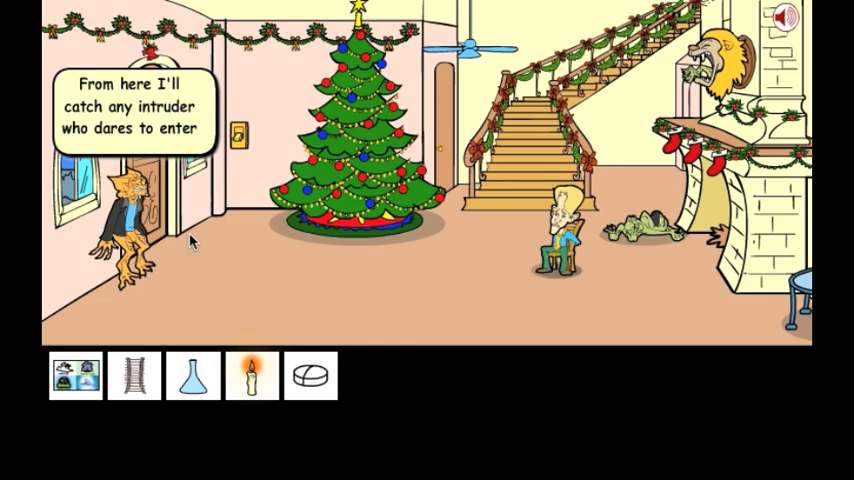 From here I'll
catch any intruder
who dares to enter